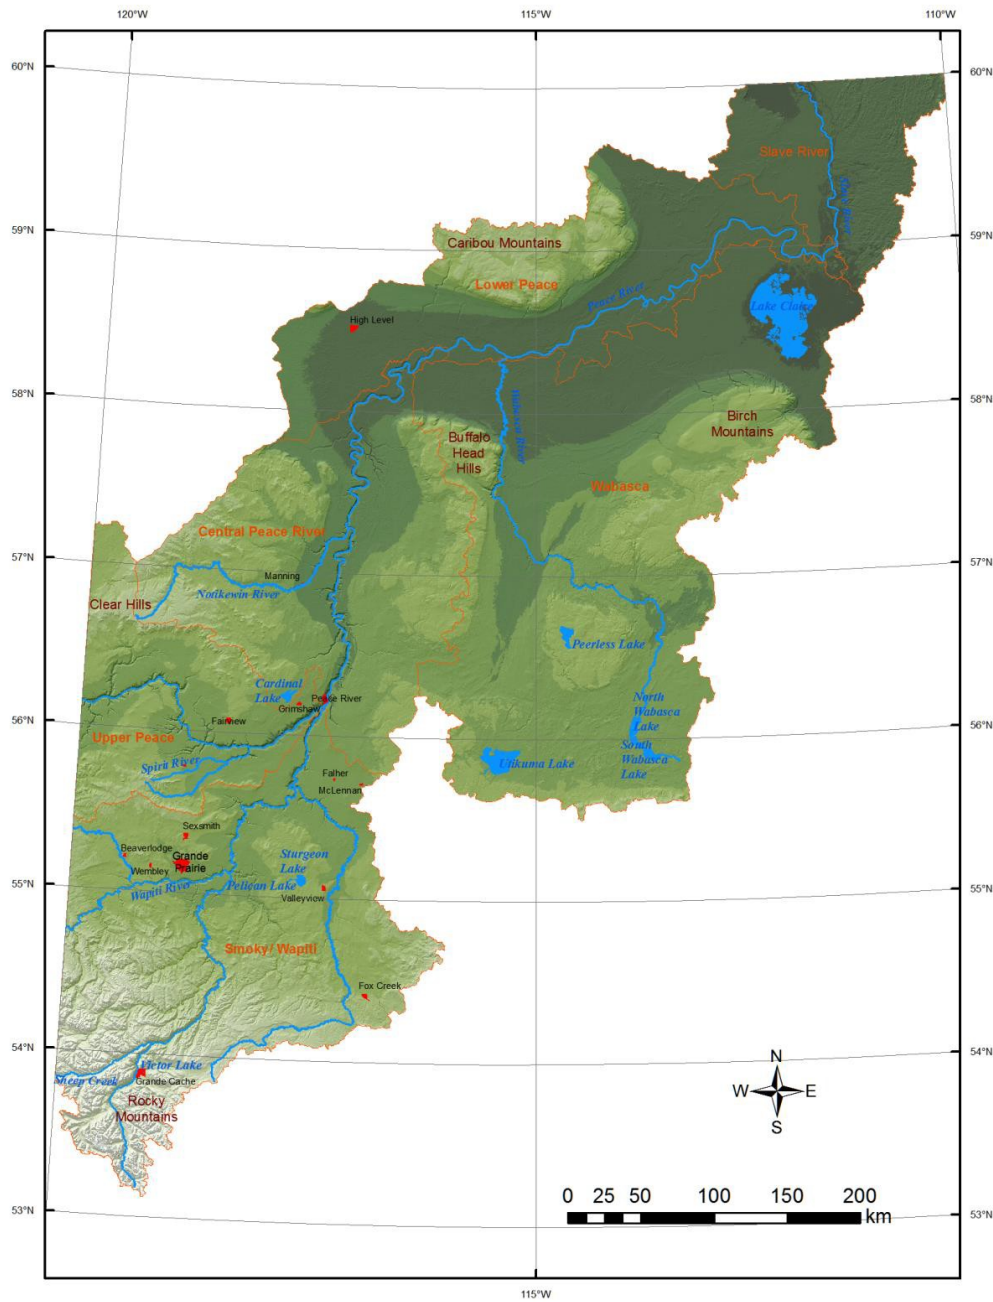 120°W
115°W
110°W
60°N
60°N
Slave River
Slave River
59°N
59°N
Caribou Mountains
Lower Peace
Peace River
Lake Claire
High Level
58°N
58°N
Birch
Mountains
Wabasca River
Buffalo
Head
Hills
Wabasca
Central Peace River
57°N
57°N
Manning
Notikewin River
Clear Hills
Peerless Lake
Cardinal
Lake
Peace River
Grimshaw
North
Wabasca
Lake
56°N
56°N
Fairview
Upper Peace
South
Wabasca
Lake
Spirit River
Utikuma Lake
Falher
McLennan
Sexsmith
Beaverlodge
Grande
Prairie
Wembley
Sturgeon
Lake
55°N
55°N
Wapiti River
Pelican Lake
Valleyview
Smoky/Wapiti
Fox Creek
54°N
54°N
Victor Lake
Sheep Creek
Grande Cache
Rocky
Mountains
N
W
E
S
53°N
53°N
0 25 50 100 150 200
km
115°W